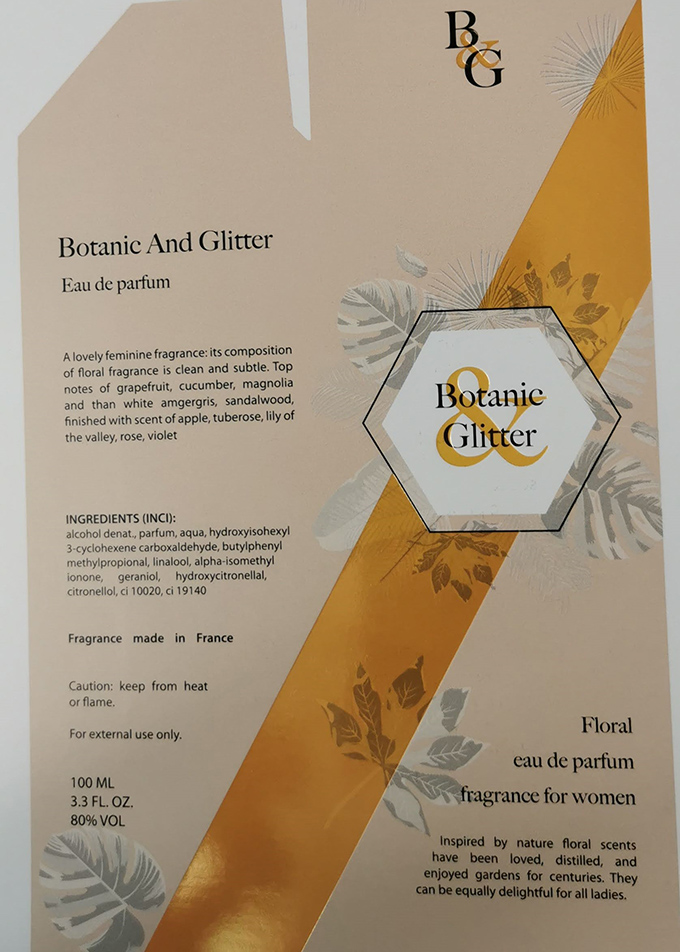 B
&
G
Botanic And Glitter
Eau de parfum
A lovely feminine fragrance: its composition
of floral fragrance is clean and subtle. Top
notes of grapefruit, cucumber, magnolia
and than white amgergris, sandalwood,
finished with scent of apple, tuberose, lily of
the valley, rose, violet
INGREDIENTS (INCI):
alcohol denat., parfum, aqua, hydroxyisohexyl
3-cyclohexene carboxaldehyde, butylphenyl
methylpropional, linalool, alpha-isomethyl
ionone, geraniol, hydroxycitronellal,
citronellol, ci 10020, ci 19140
Fragrance made in France
Caution: keep from heat
or flame.
For external use only.
100 ML
3.3 FL. OZ.
80% VOL
Botanic
&
Glitter
Floral
eau de parfum
fragrance for women
Inspired by nature floral scents
have been loved, distilled, and
enjoyed gardens for centuries. They
can be equally delightful for all ladies.